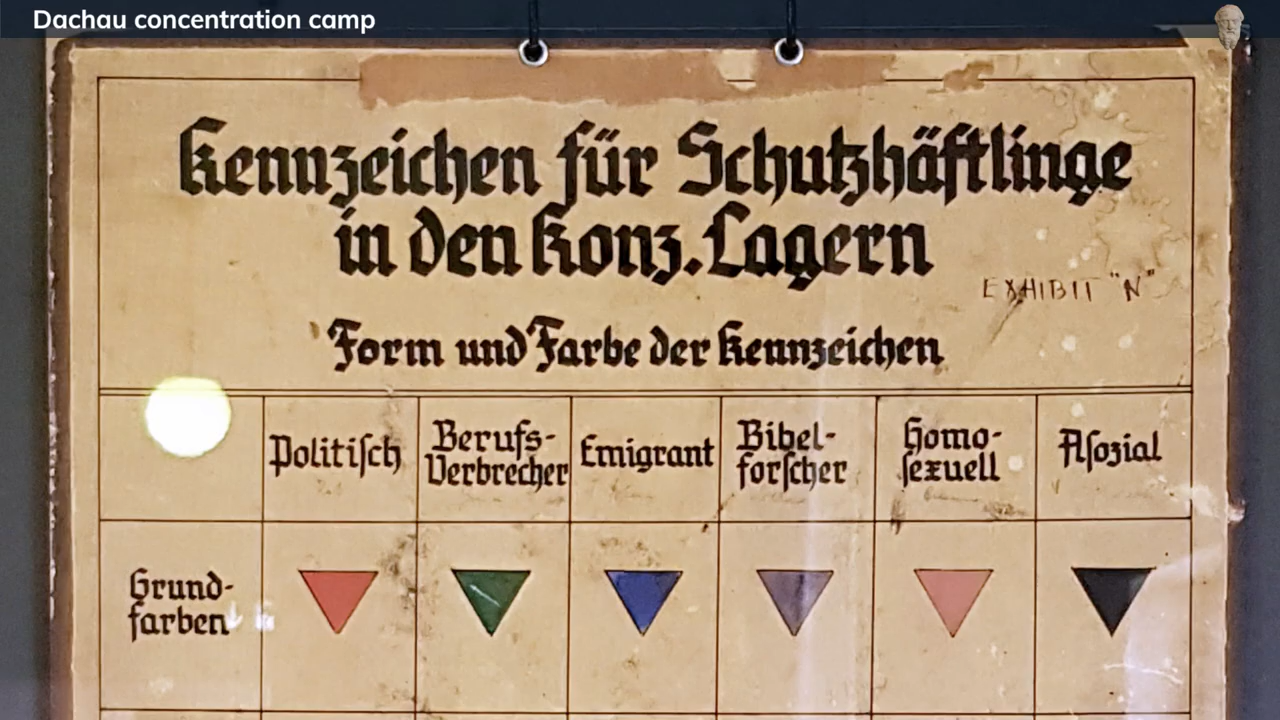 Dachau concentration camp
Kennzeichen für Schutzhäftlinge
in den Konz.Lagern
EXHIBIT "N"
Form und Farbe der Kennzeichen
Politisch
Berufs-
Verbrecher
Emigrant
Bibel-
forscher
Homo-
sexuell
Asozial
Grund-
farben